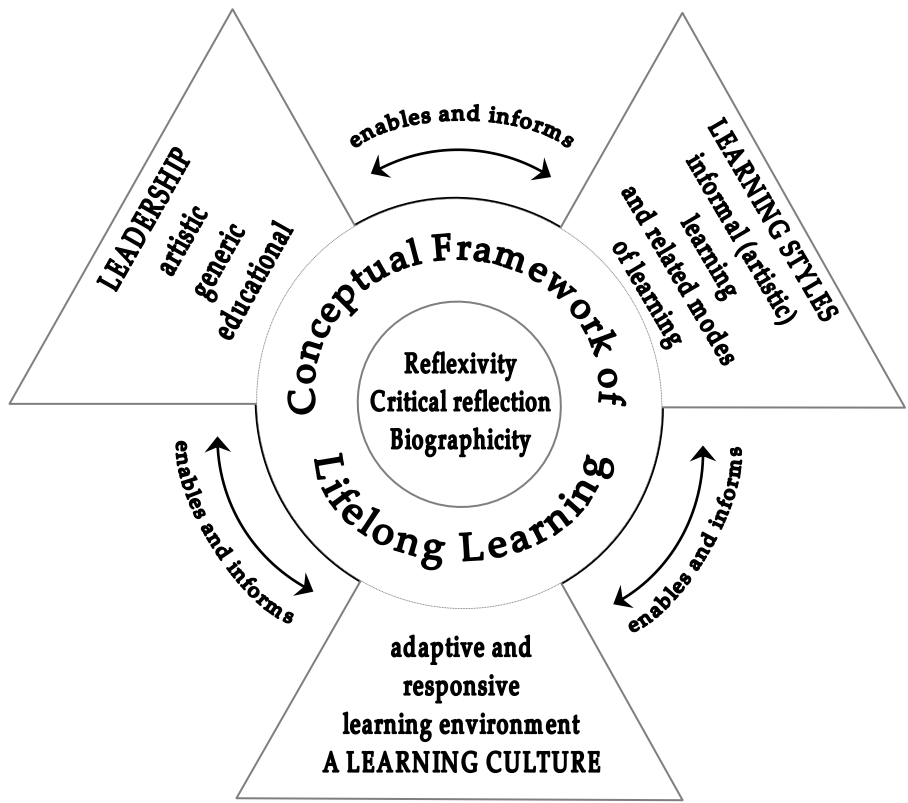 enables and informs
LEADERSHIP
artistic
generic
educational
LEARNING STYLES
informal (artistic)
learning
and related modes
of learning
Conceptual Framework of
Lifelong Learning
Reflexivity
Critical reflection
Biographicity
enables and informs
enables and informs
adaptive and
responsive
learning environment
A LEARNING CULTURE